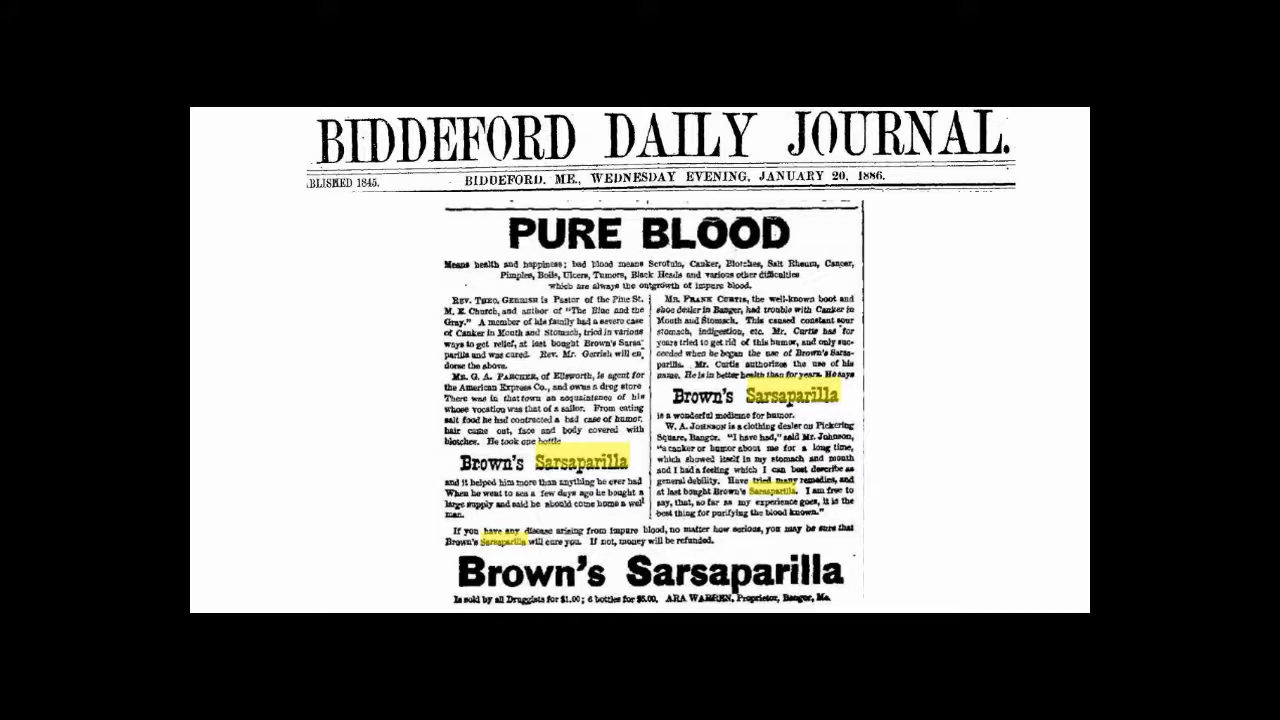 BIDDEFORD DAILY JOURNAL.
BLISHED 1845.
BIDDEFORD, ME., WEDNESDAY EVENING, JANUARY 20, 1886.
PURE BLOOD
Means health and happiness; bad blood means Scrofula, Canker, Blotches, Salt Rheum, Cancer,
Pimples, Boils, Ulcers, Tumors, Black Heads and various other difficulties
which are always the outgrowth of impure blood.
REV. THEO. GERRISH is Pastor of the Pine St.
M. E. Church, and author of "The Blue and the
Gray." A member of his family had a severe case
of Canker in Mouth and Stomach, tried in various
ways to get relief, at last bought Brown's Sarsa
parilla and was cured. Rev. Mr. Gerrish will en
dorse the above.
MR. G. A. PARCHER, of Ellsworth, is agent for
the American Express Co., and owns a drug store
There was in that town an acquaintance of his
whose vocation was that of a sailor. From eating
salt food he had contracted a bad case of humor,
hair came out, face and body covered with
blotches. He took one bottle
Brown's Sarsaparilla
and it helped him more than anything he ever had
When he went to sea a few days ago he bought a
large supply and said he should come home a wel
man.
MR. FRANK CURTIS, the well-known boot and
shoe dealer in Bangor, had trouble with Canker in
Mouth and Stomach. This caused constant sour
stomach, indigestion, etc. Mr. Curtis has for
years tried to get rid of this humor, and only suc-
ceeded when he began the use of Brown's Sarsa-
parilla. Mr. Curtis authorizes the use of his
name. He is in better health than for years. He says
Brown's Sarsaparilla
is a wonderful medicine for humor.
W. A. JOHNSON is a clothing dealer on Pickering
Square, Bangor. "I have had," said Mr. Johnson,
"a canker or humor about me for a long time,
which showed itself in my stomach and mouth
and I had a feeling which I can best describe as
general debility. Have tried many remedies, and
at last bought Brown's Sarsaparilla. I am free to
say, that, so far as my experience goes, it is the
best thing for purifying the blood known."
If you have any disease arising from impure blood, no matter how serious, you may be sure that
Brown's Sarsaparilla will cure you. If not, money will be refunded.
Brown's Sarsaparilla
Is sold by all Druggists for $1.00; 6 bottles for $5.00. ARA WARREN, Proprietor, Bangor, Me.